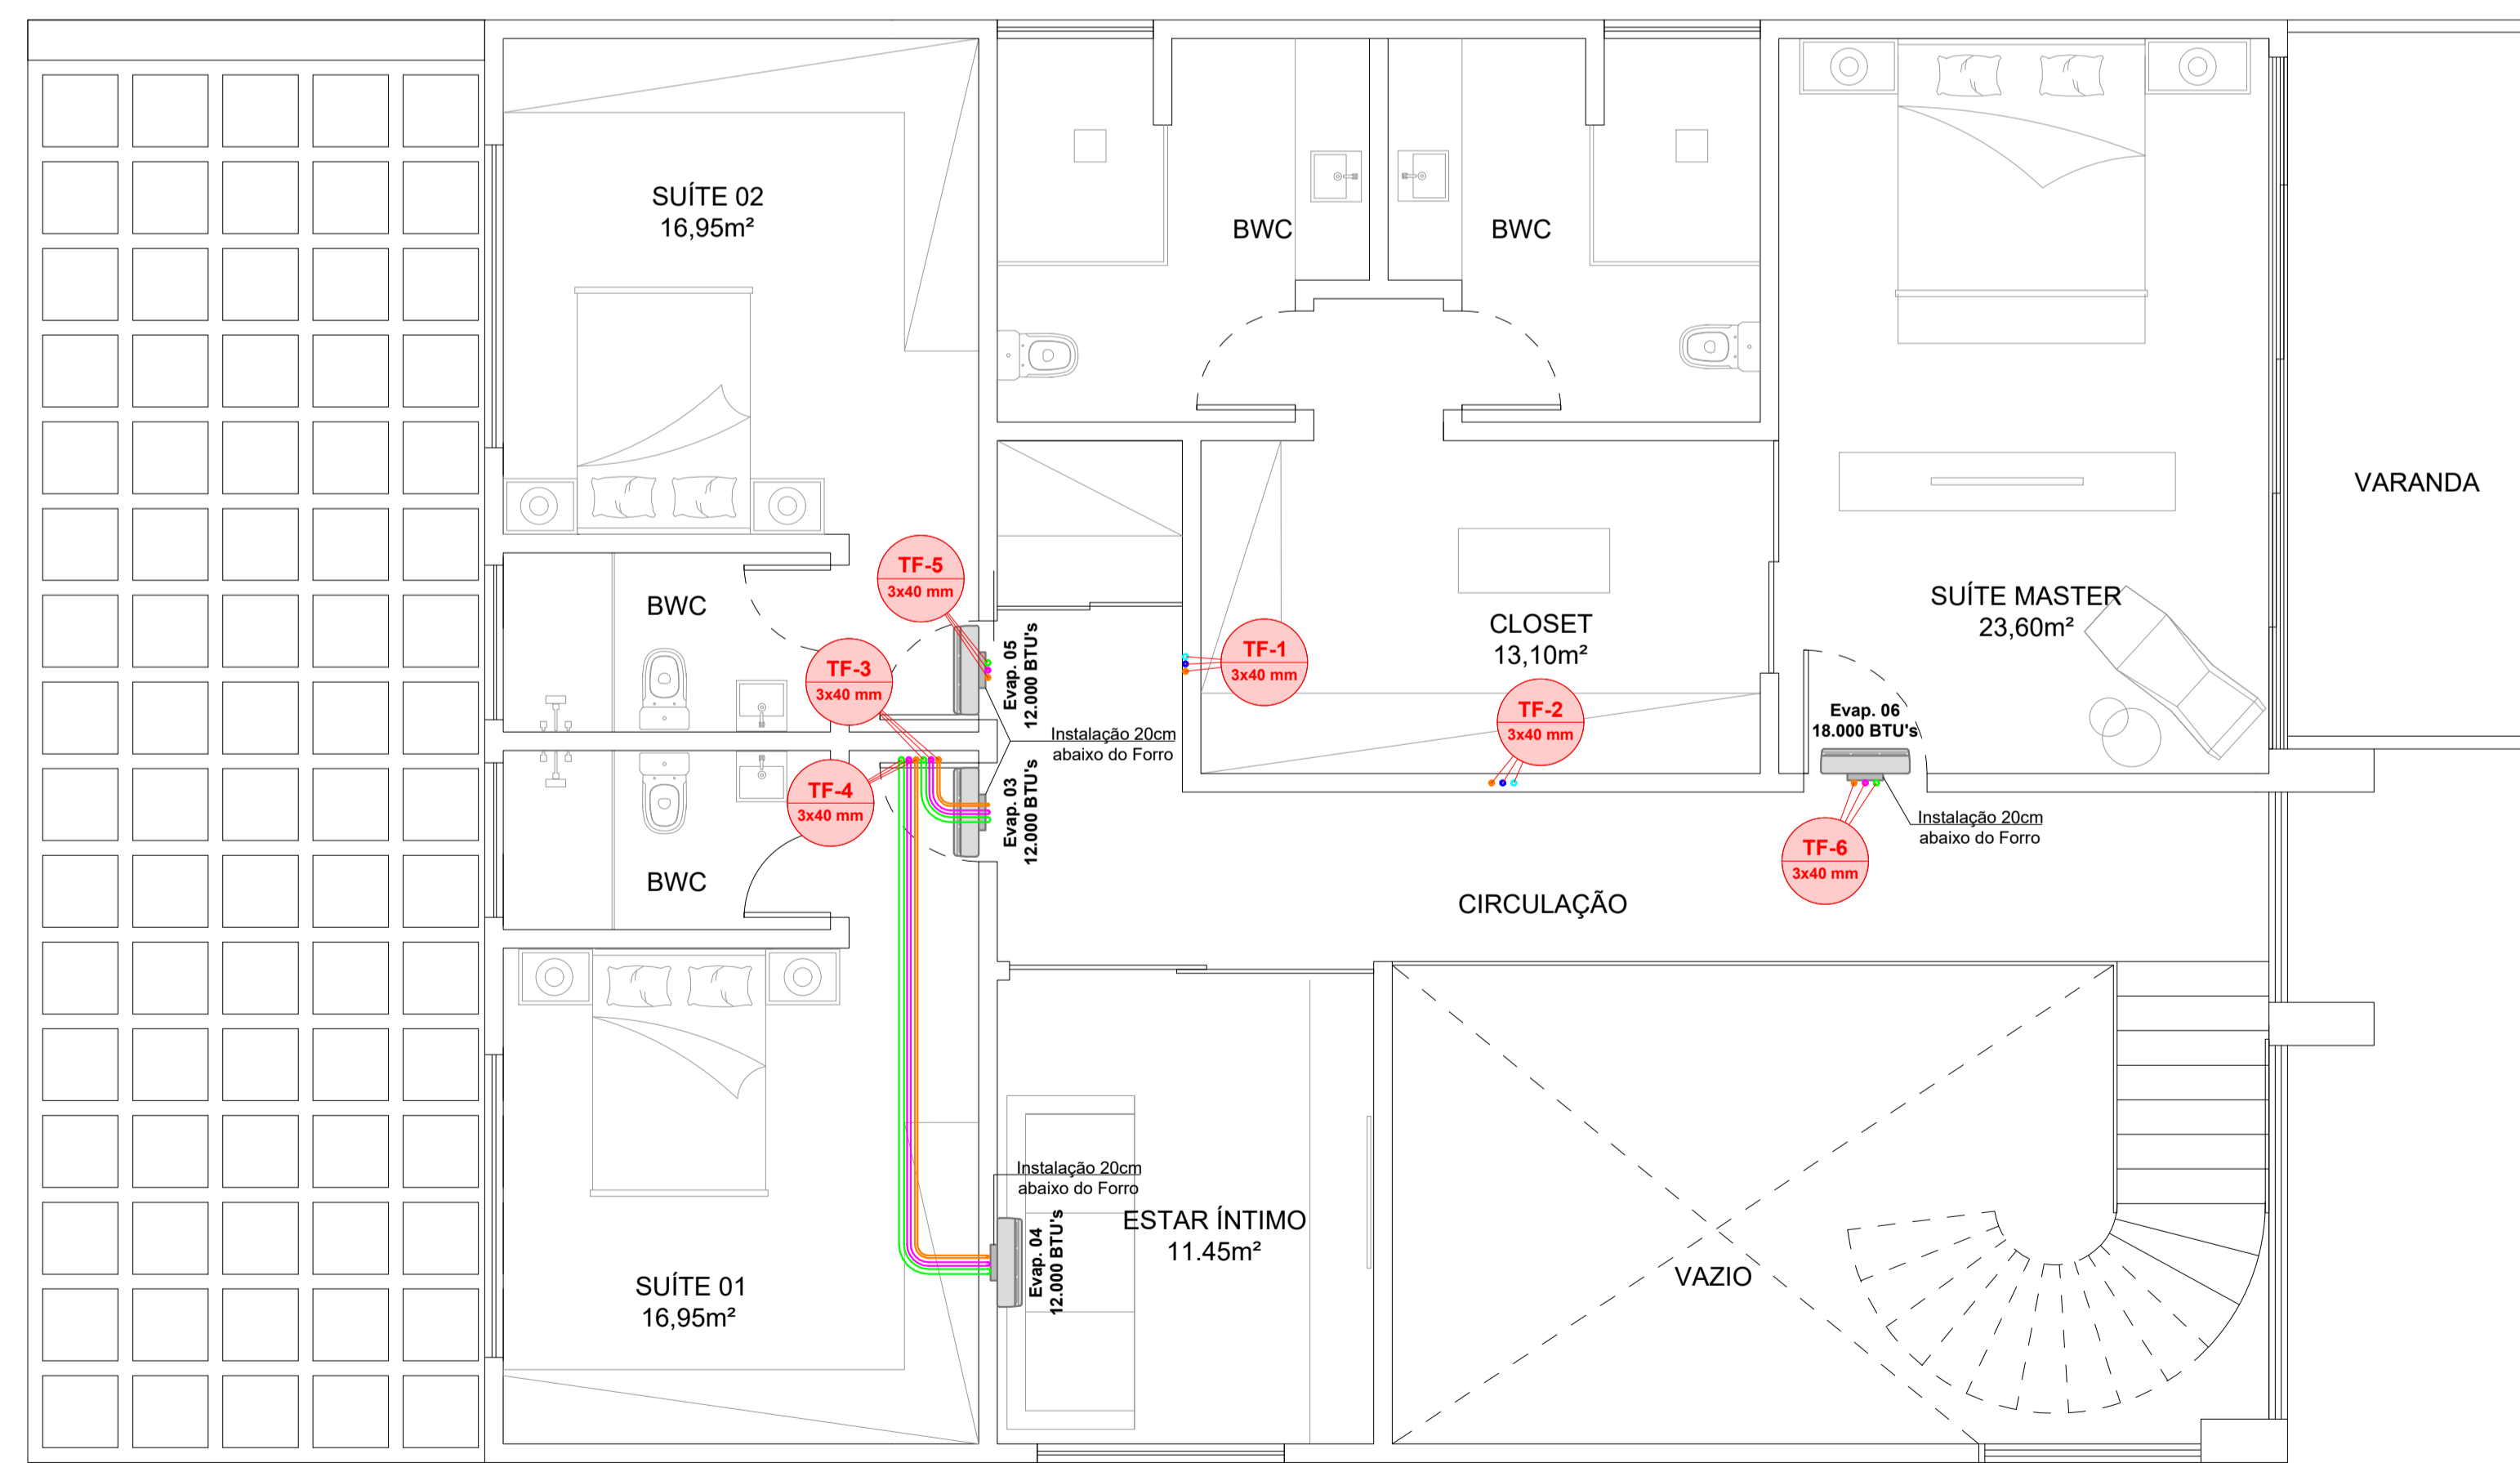 SUÍTE 02
16,95m²
BWC
BWC
VARANDA
TF-5
3x40 mm
BWC
SUÍTE MASTER
23,60m²
CLOSET
13,10m²
TF-1
3x40 mm
TF-3
3x40 mm
Evap. 05
12.000 BTU's
TF-2
3x40 mm
Evap. 06
18.000 BTU's
Instalação 20cm
abaixo do Forro
TF-4
3x40 mm
Evap. 03
12.000 BTU's
Instalação 20cm
abaixo do Forro
TF-6
3x40 mm
BWC
CIRCULAÇÃO
Instalação 20cm
abaixo do Forro
ESTAR ÍNTIMO
11.45m²
Evap. 04
12.000 BTU's
SUÍTE 01
16,95m²
VAZIO